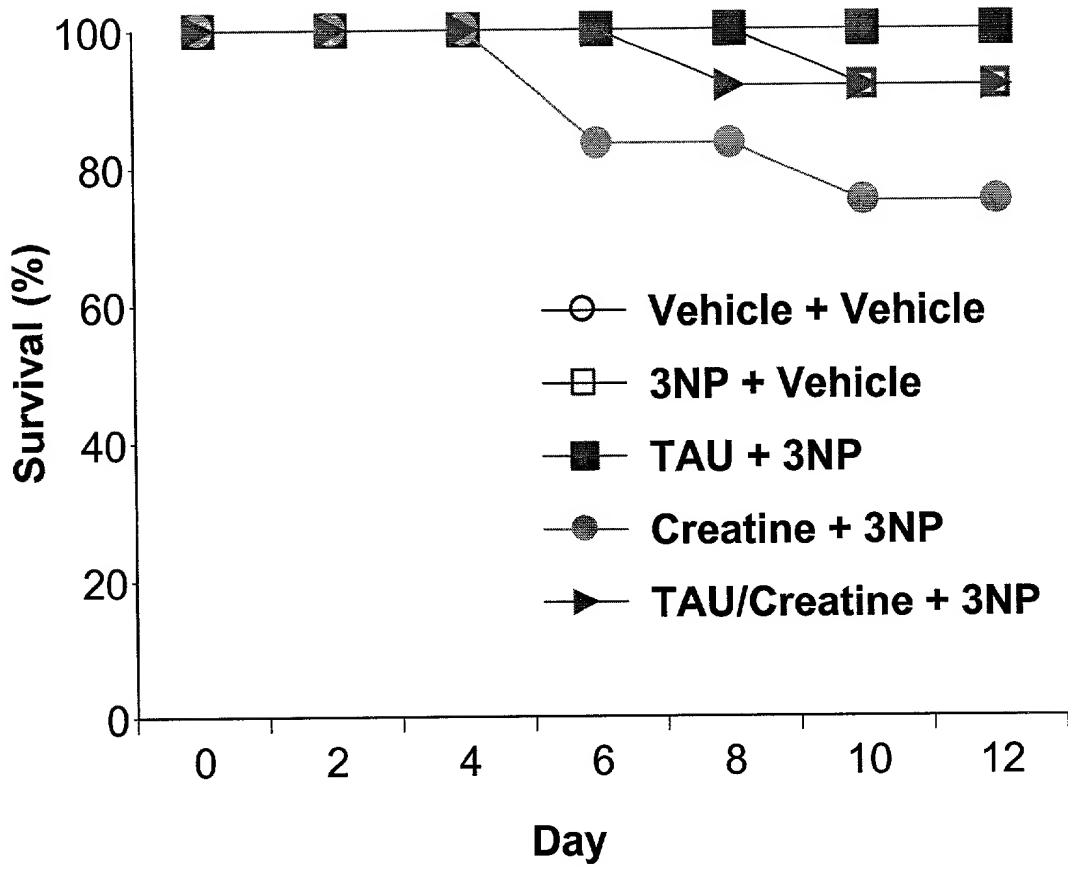 100
80
60
40
20
0
Survival (%)
Vehicle + Vehicle
3NP + Vehicle
TAU + 3NP
Creatine + 3NP
TAU/Creatine + 3NP
0 2 4 6 8 10 12
Day